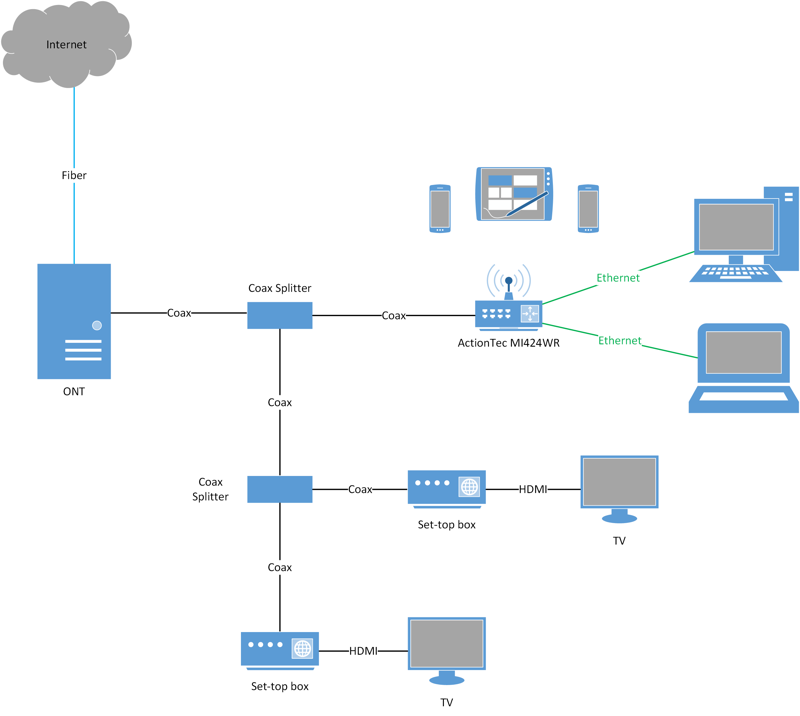 Internet
Fiber
Coax Splitter
Ethernet
Coax
Coax
Ethernet
ActionTec MI424WR
ONT
Coax
Coax
Splitter
Coax
HDMI
Set-top box
TV
Coax
HDMI
Set-top box
TV